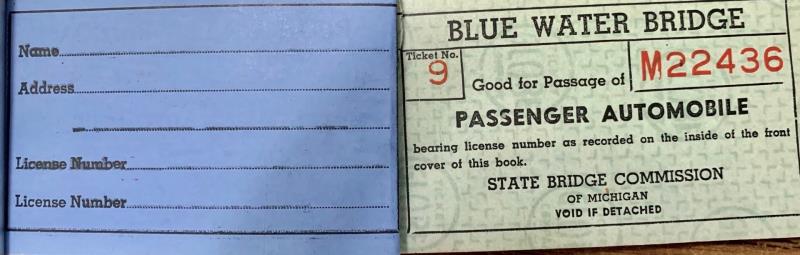 Name
Address
License Number
License Number
BLUE WATER BRIDGE
Ticket No.
9
Good for Passage of
M22436
PASSENGER AUTOMOBILE
bearing license number as recorded on the inside of the front
cover of this book.
STATE BRIDGE COMMISSION
OF MICHIGAN
VOID IF DETACHED